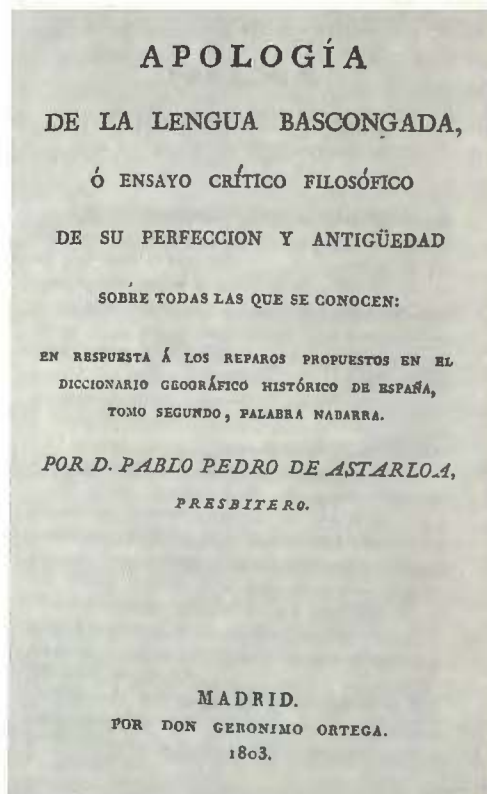 APOLOGÍA
DE LA LENGUA BASCONGADA,
Ó ENSAYO CRÍTICO FILOSÓFICO
DE SU PERFECCION Y ANTIGÜEDAD
SOBRE TODAS LAS QUE SE CONOCEN:
EN RESPUESTA Á LOS REPAROS PROPUESTOS EN EL
DICCIONARIO GEOGRÁFICO HISTÓRICO DE ESPAÑA,
TOMO SEGUNDO, PALABRA NABARRA.
POR D. PABLO PEDRO DE ASTARLOA,
PRESBITERO.
MADRID.
POR DON GERONIMO ORTEGA.
1803.